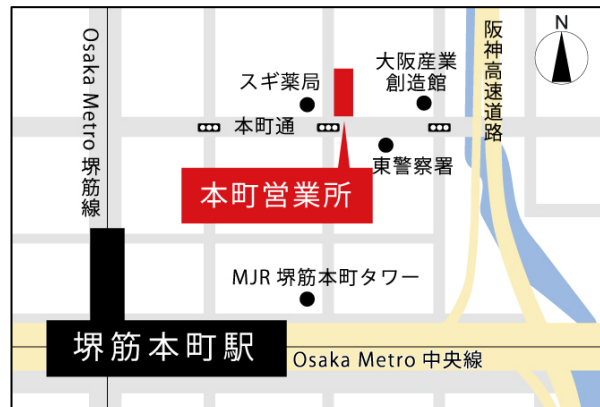 N
大阪産業
創造館
スギ薬局
阪神高速道路
Osaka Metro 堺筋線
本町通
東警察署
本町営業所
MJR 堺筋本町タワー
堺筋本町駅
Osaka Metro 中央線